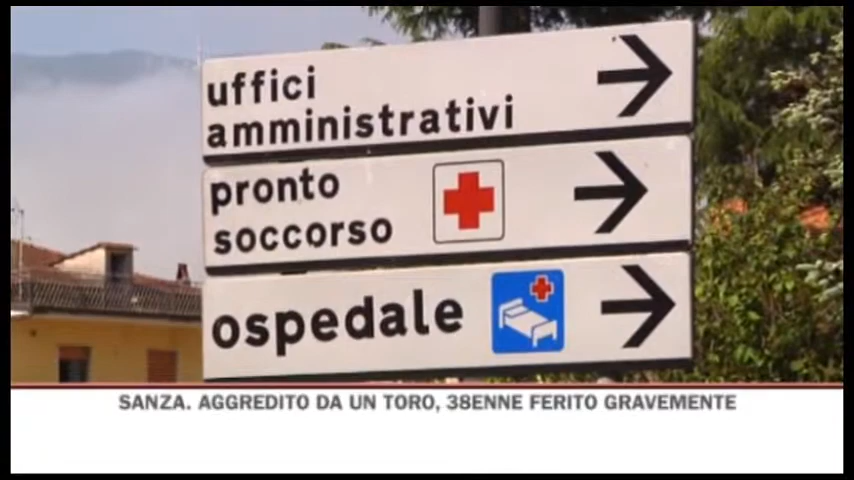 uffici
amministrativi
pronto
soccorso
ospedale
SANZA. AGGREDITO DA UN TORO, 38ENNE FERITO GRAVEMENTE